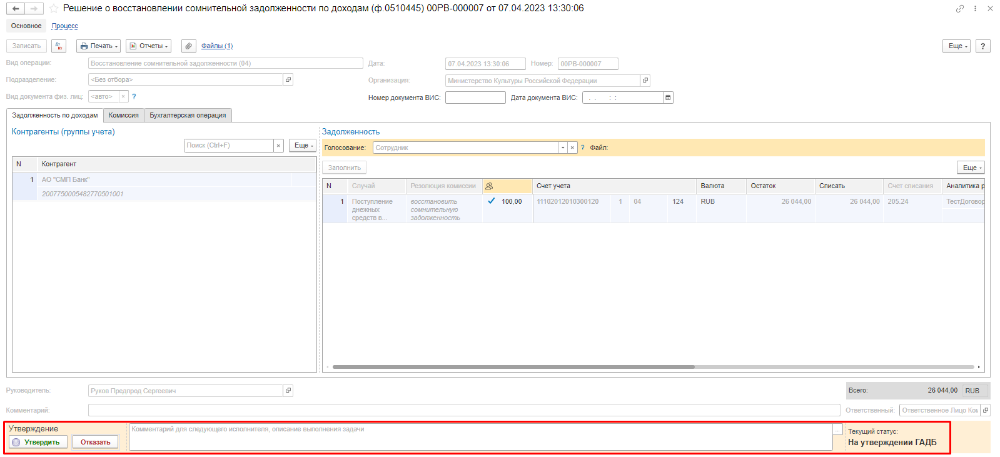 Решение о восстановлении сомнительной задолженности по доходам (ф.0510445) 00РВ-000007 от 07.04.2023 13:30:06
Основное Процесс
Записать Дт Кт Печать Отчеты Файлы (1) Еще ?
Вид операции: Восстановление сомнительной задолженности (04) Дата: 07.04.2023 13:30:06 Номер: 00РВ-000007
Подразделение: <Без отбора> Организация: Министерство Культуры Российской Федерации
Вид документа физ. лиц: <авто> × ? Номер документа ВИС: Дата документа ВИС: . . : :
Задолженность по доходам Комиссия Бухгалтерская операция
Контрагенты (группы учета)
Поиск (Ctrl+F) × Еще
N Контрагент
1 АО "СМП Банк"
2007750005482770501001
Задолженность
Голосование: Сотрудник × ? Файл:
Заполнить Еще
N Случай Резолюция комиссии Счет учета Валюта Остаток Списать Счет списания Аналитика р
1 Поступление восстановить 100,00 11102012010300120 1 04 124 RUB 26 044,00 26 044,00 205.24 ТестДоговор
днежных сомнительную
средств в... задолженность
Руководитель: Руков Предпрод Сергеевич Всего: 26 044,00 RUB
Комментарий: Ответственный: Ответственное Лицо Ком
Утверждение
Утвердить Отказать
Комментарий для следующего исполнителя, описание выполнения задачи ...
Текущий статус:
На утверждении ГАДБ